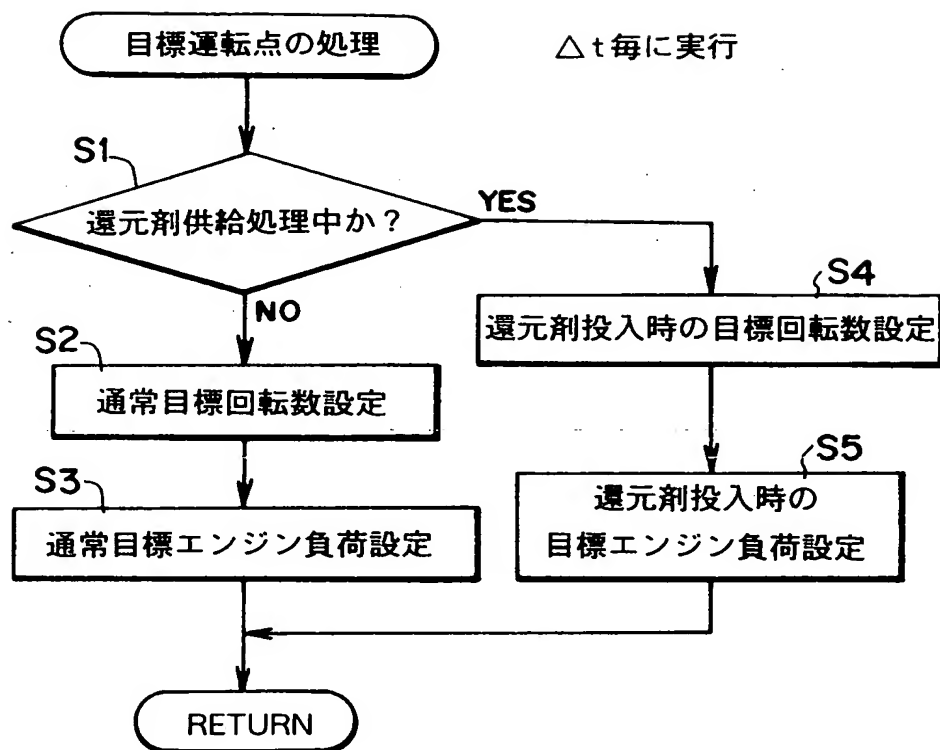 目標運転点の処理
△t毎に実行
S1
還元剤供給処理中か？
YES
NO
S2
通常目標回転数設定
S3
通常目標エンジン負荷設定
S4
還元剤投入時の目標回転数設定
S5
還元剤投入時の
目標エンジン負荷設定
RETURN